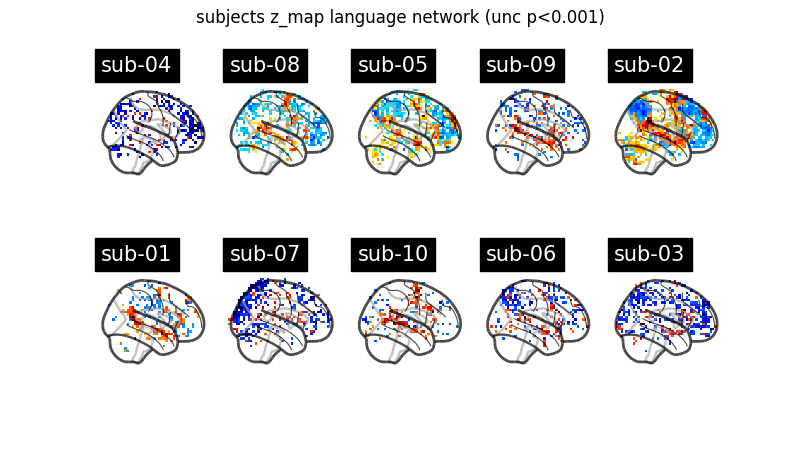 subjects z_map language network (unc p<0.001)
sub-04
sub-08
sub-05
sub-09
sub-02
sub-01
sub-07
sub-10
sub-06
sub-03